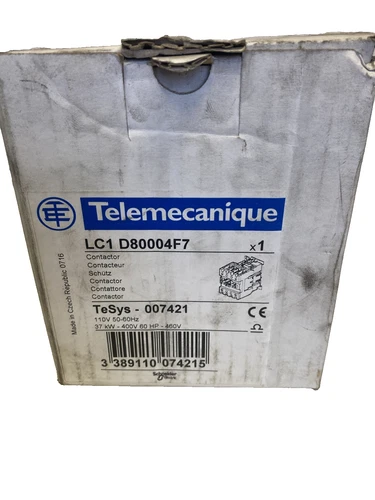 Telemecanique
LC1 D80004F7 x1
Contactor
Contacteur
Schütz
Contactor
Contattore
Contactor
TeSys - 007421
110V 50-60Hz
37 kW - 400V 60 HP - 460V
CE
3 389110 074215
Schneider
Electric
Made in Czech Republic 0716